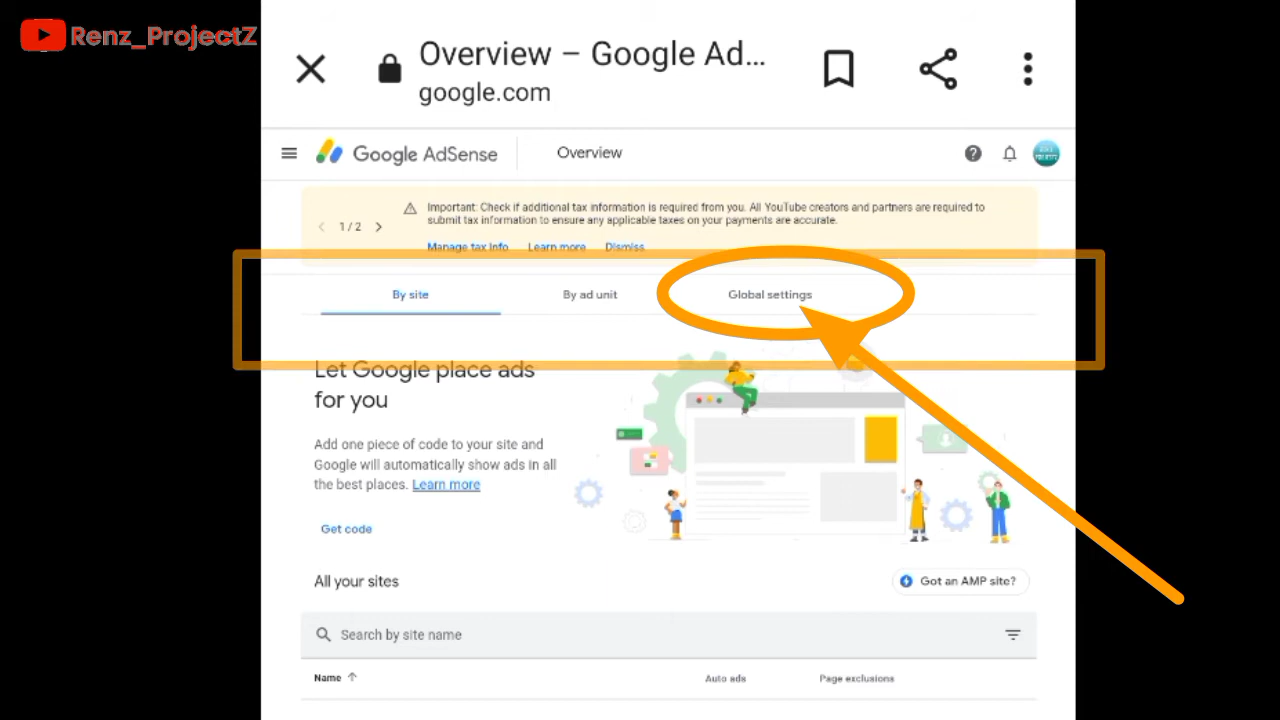 Renz_ProjectZ
Overview – Google Ad...
google.com
Google AdSense
Overview
Important: Check if additional tax information is required from you. All YouTube creators and partners are required to
1 / 2
submit tax information to ensure any applicable taxes on your payments are accurate.
Manage tax info Learn more Dismiss
By site By ad unit Global settings
Let Google place ads
for you
Add one piece of code to your site and
Google will automatically show ads in all
the best places. Learn more
Get code
All your sites
Got an AMP site?
Search by site name
Name Auto ads Page exclusions